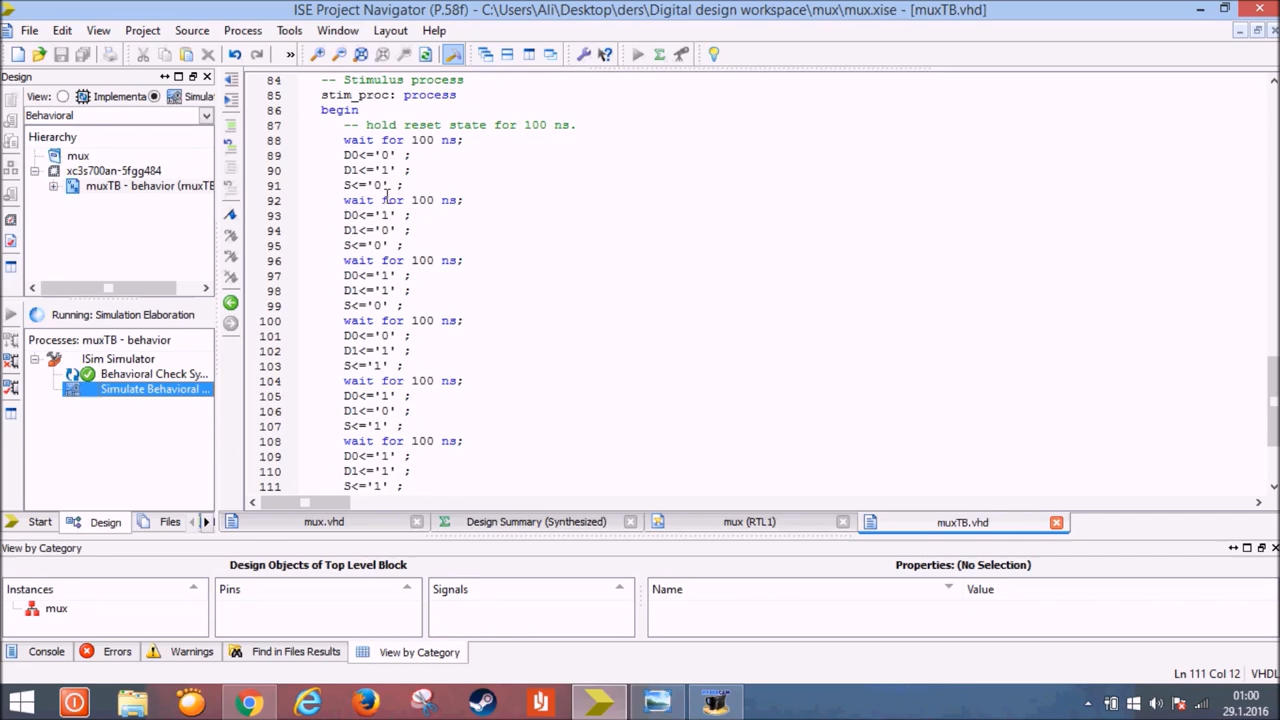 ISE Project Navigator (P.58f) - C:\Users\Ali\Desktop\ders\Digital design workspace\mux\mux.xise - [muxTB.vhd]
File Edit View Project Source Process Tools Window Layout Help
»
Design
View: Implementa Simula
Behavioral
Hierarchy
mux
xc3s700an-5fgg484
muxTB - behavior (muxTB
Running: Simulation Elaboration
Processes: muxTB - behavior
ISim Simulator
Behavioral Check Sy...
Simulate Behavioral ...
Start Design Files
84 -- Stimulus process
85 stim_proc: process
86 begin
87 -- hold reset state for 100 ns.
88 wait for 100 ns;
89 D0<='0' ;
90 D1<='1' ;
91 S<='0' ;
92 wait for 100 ns;
93 D0<='1' ;
94 D1<='0' ;
95 S<='0' ;
96 wait for 100 ns;
97 D0<='1' ;
98 D1<='1' ;
99 S<='0' ;
100 wait for 100 ns;
101 D0<='0' ;
102 D1<='1' ;
103 S<='1' ;
104 wait for 100 ns;
105 D0<='1' ;
106 D1<='0' ;
107 S<='1' ;
108 wait for 100 ns;
109 D0<='1' ;
110 D1<='1' ;
111 S<='1' ;
mux.vhd Design Summary (Synthesized) mux (RTL1) muxTB.vhd
View by Category
Design Objects of Top Level Block Properties: (No Selection)
Instances Pins Signals Name Value
mux
Console Errors Warnings Find in Files Results View by Category
Ln 111 Col 12 VHDL
01:00
29.1.2016